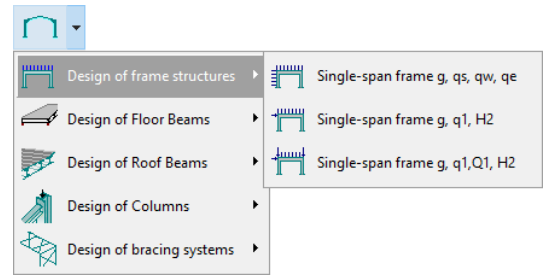 Design of frame structures
Single-span frame g, qs, qw, qe
Design of Floor Beams
Single-span frame g, q1, H2
Design of Roof Beams
Single-span frame g, q1,Q1, H2
Design of Columns
Design of bracing systems